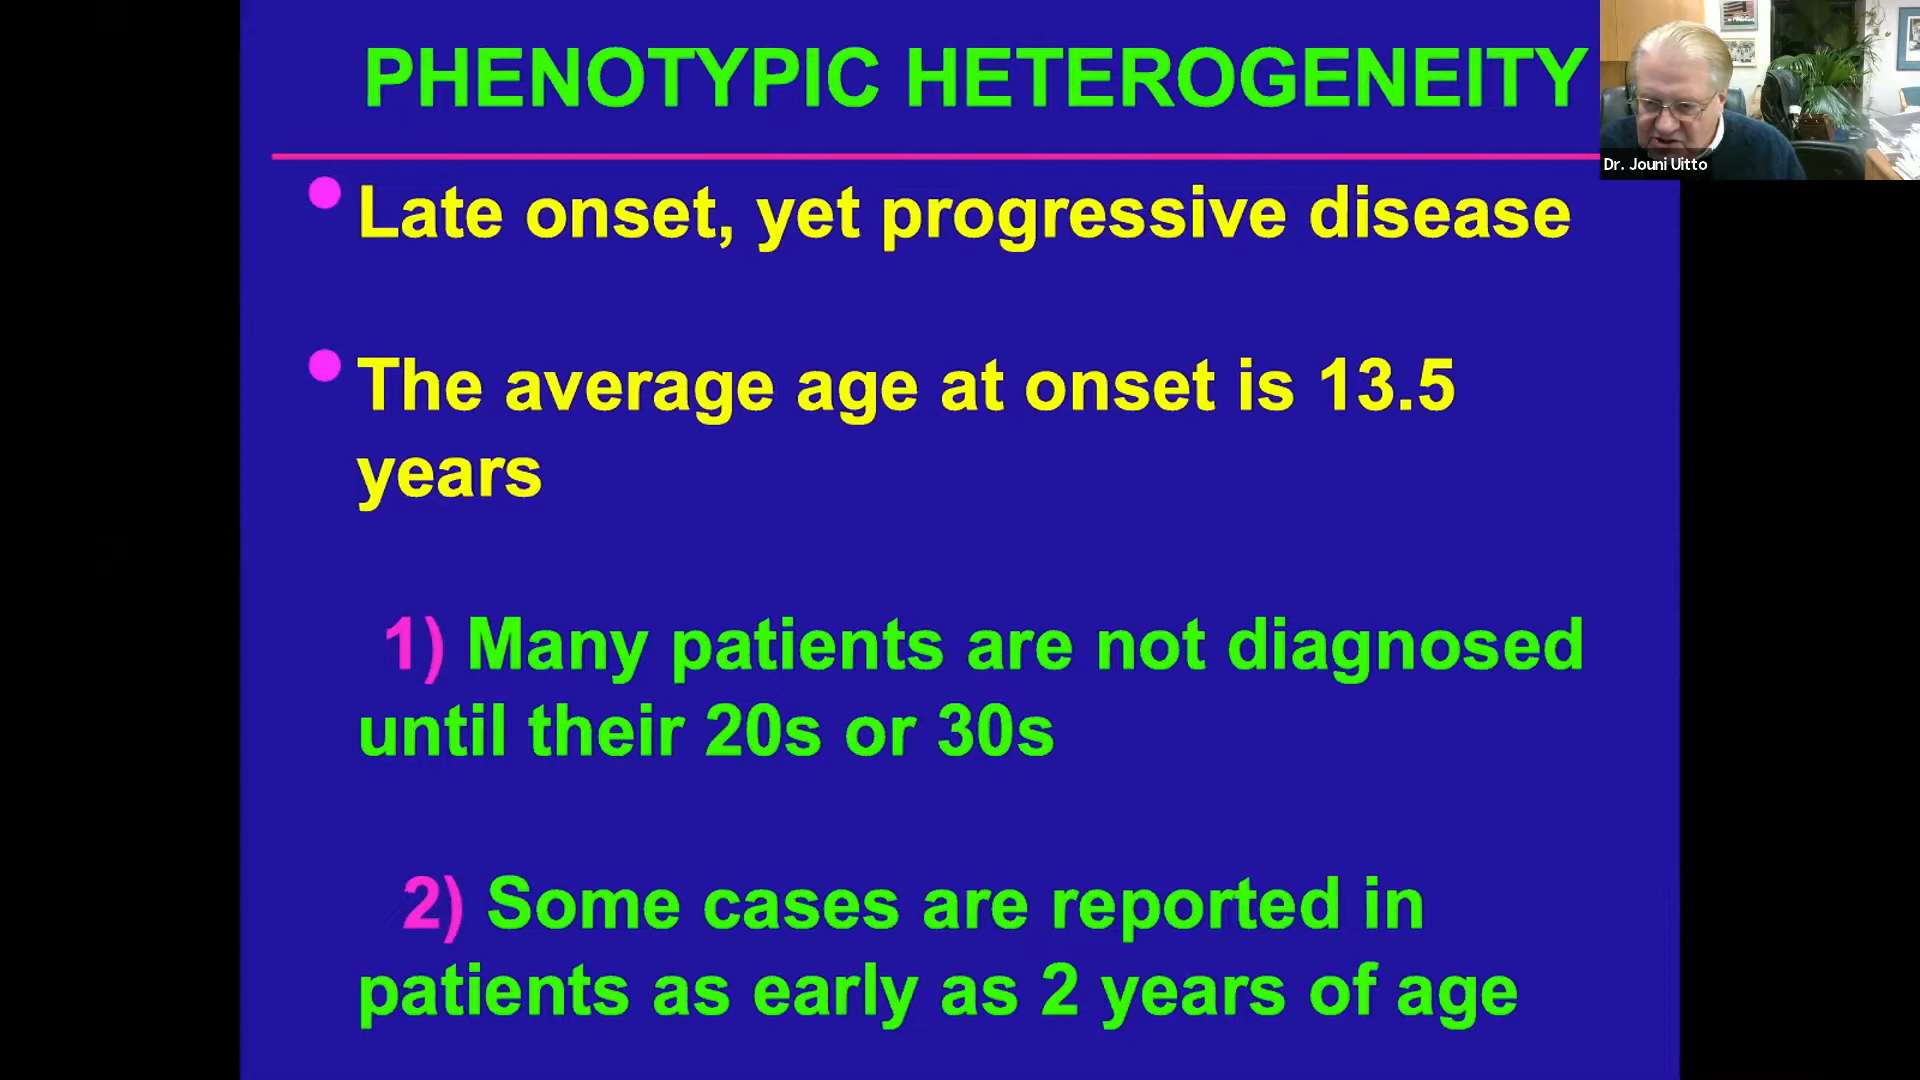 PHENOTYPIC HETEROGENEITY
Dr. Jouni Uitto
• Late onset, yet progressive disease
• The average age at onset is 13.5
years
1) Many patients are not diagnosed
until their 20s or 30s
2) Some cases are reported in
patients as early as 2 years of age